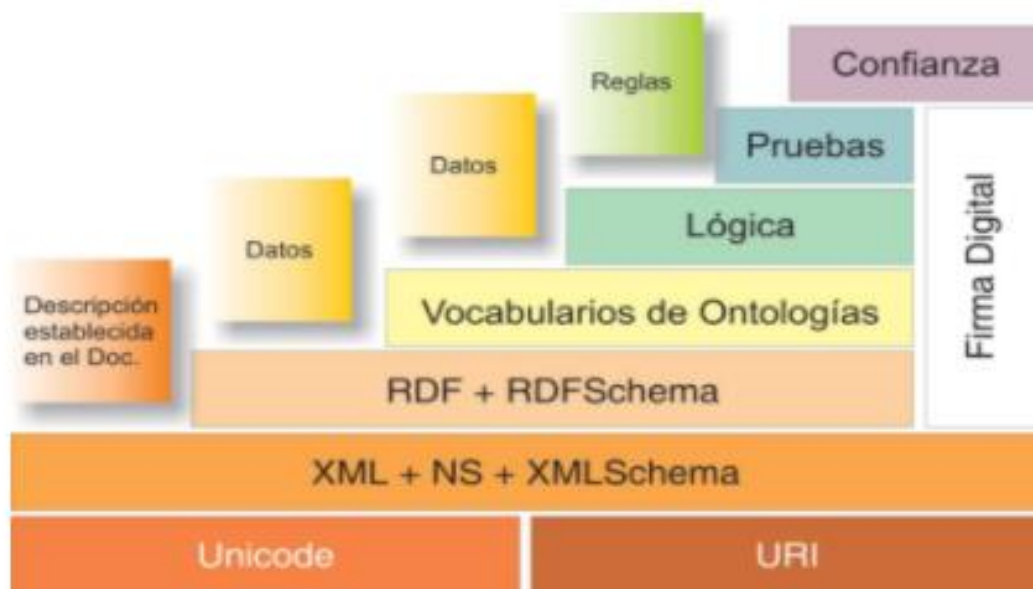 Reglas
Confianza
Datos
Pruebas
Datos
Lógica
Firma Digital
Descripción
establecida
en el Doc.
Vocabularios de Ontologías
RDF + RDFSchema
XML + NS + XMLSchema
Unicode
URI